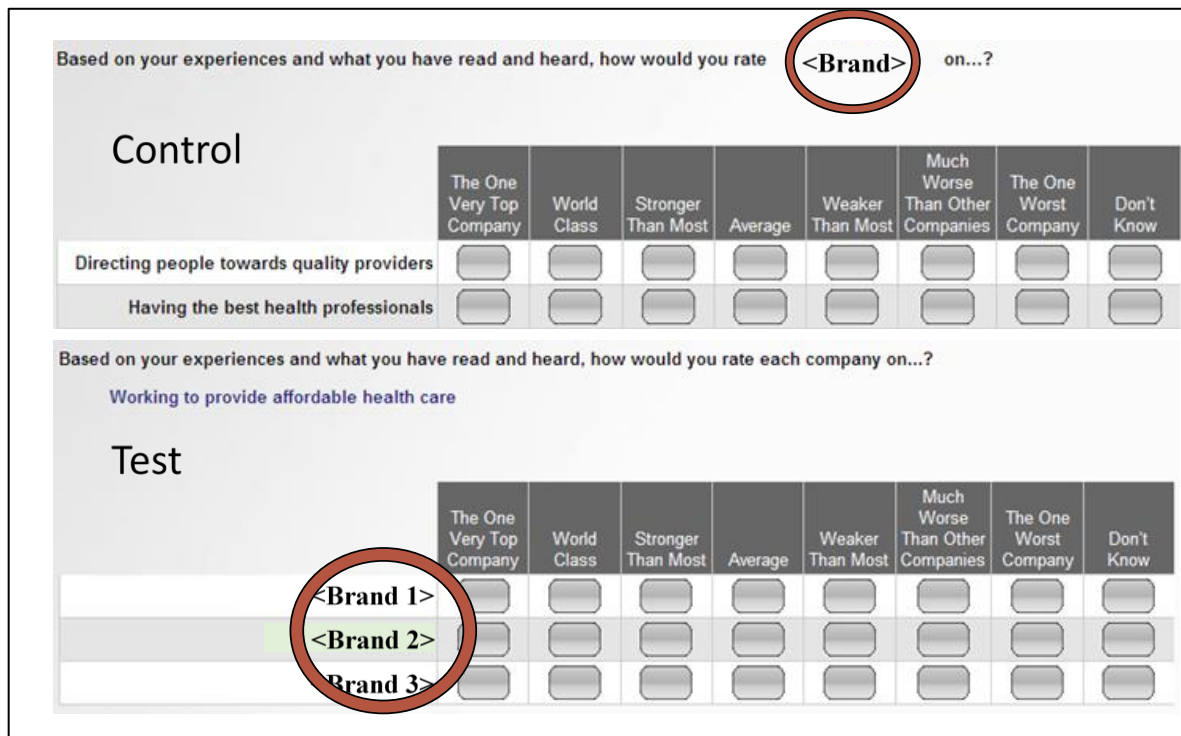 Based on your experiences and what you have read and heard, how would you rate <Brand> on...?
Control
The One Very Top Company
World Class
Stronger Than Most
Average
Weaker Than Most
Much Worse Than Other Companies
The One Worst Company
Don't Know
Directing people towards quality providers
Having the best health professionals
Based on your experiences and what you have read and heard, how would you rate each company on...?
Working to provide affordable health care
Test
The One Very Top Company
World Class
Stronger Than Most
Average
Weaker Than Most
Much Worse Than Other Companies
The One Worst Company
Don't Know
<Brand 1>
<Brand 2>
<Brand 3>